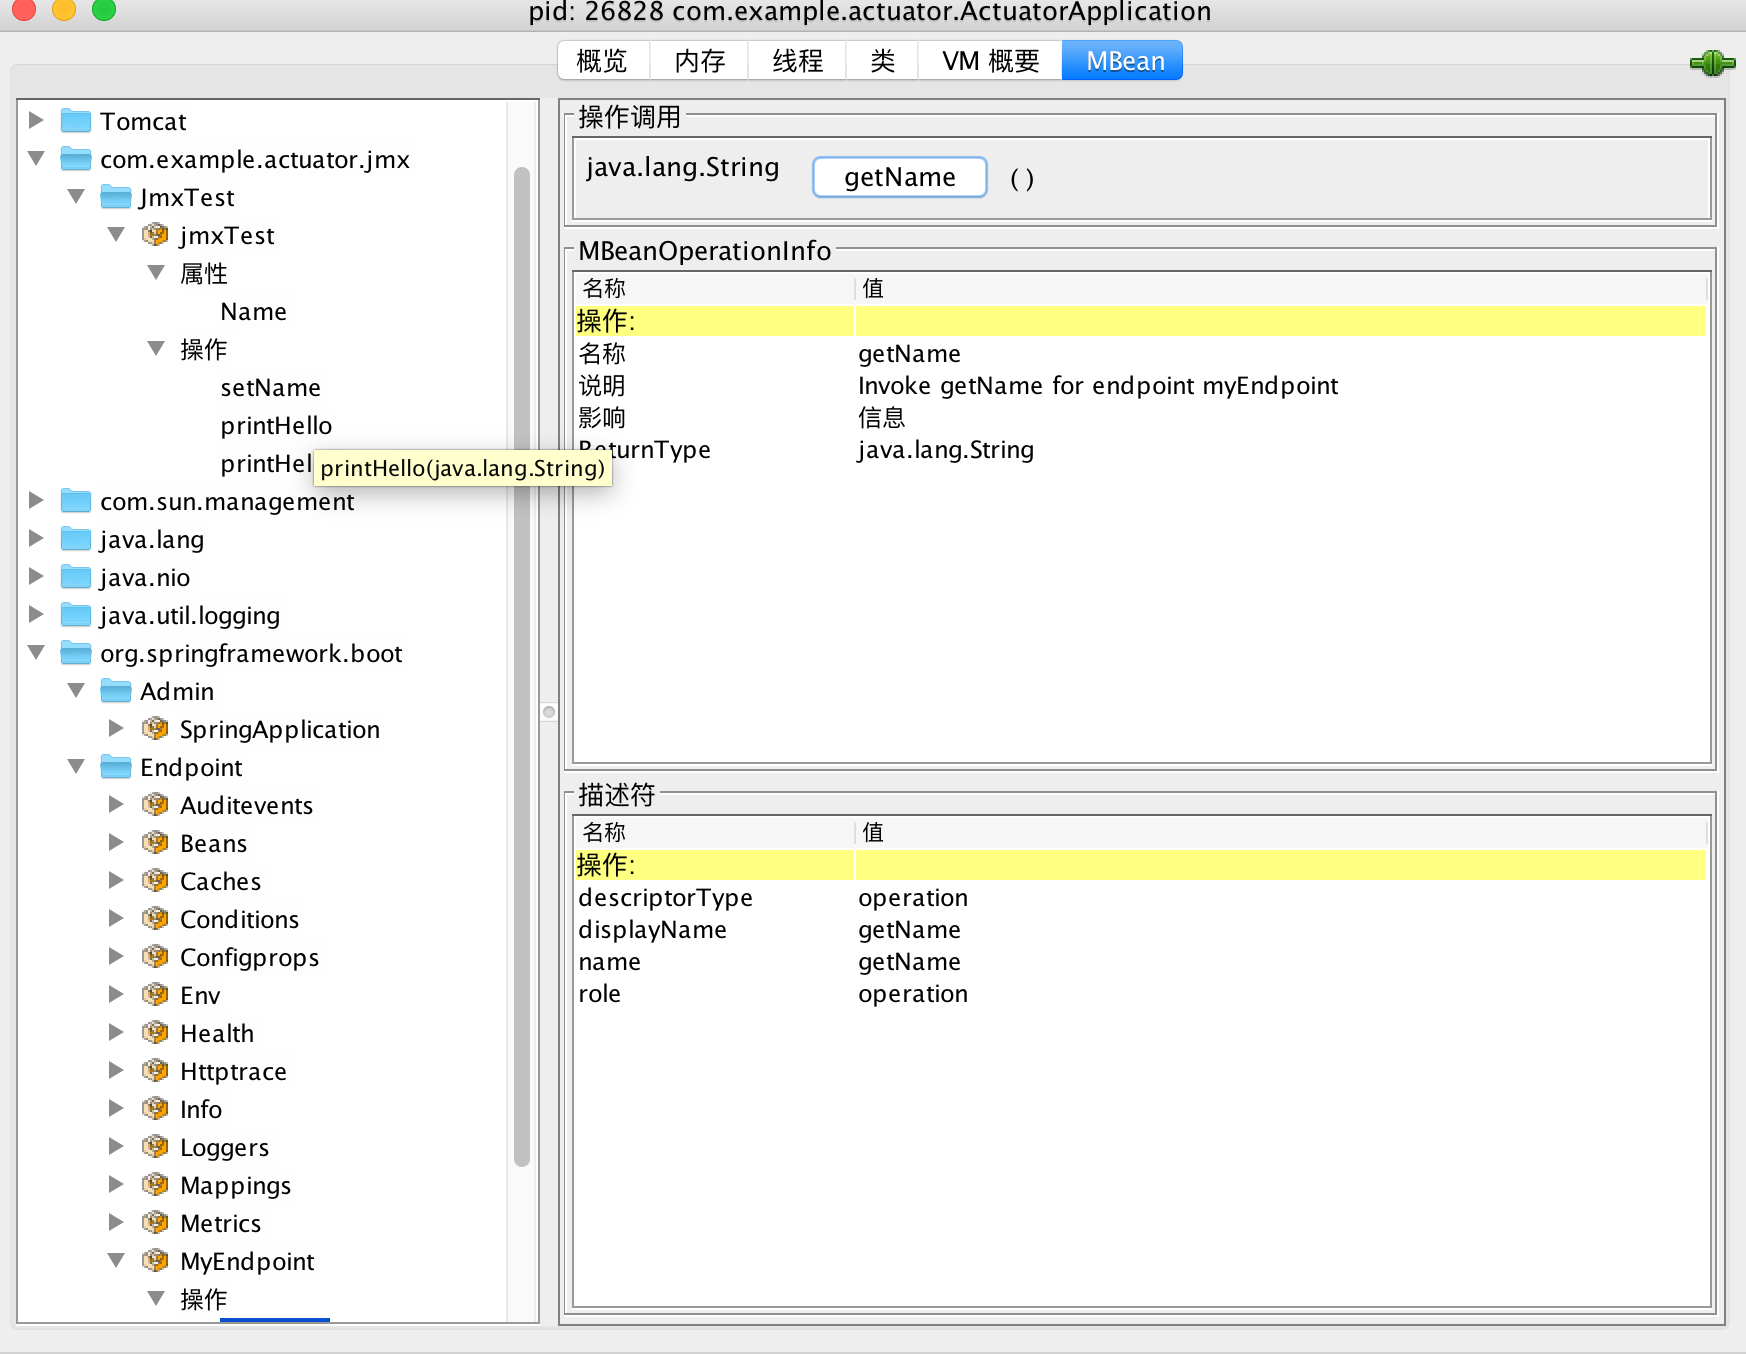 pid: 26828 com.example.actuator.ActuatorApplication
概览 内存 线程 类 VM 概要 MBean
Tomcat
com.example.actuator.jmx
JmxTest
jmxTest
属性
Name
操作
setName
printHello
printHel
printHello(java.lang.String)
com.sun.management
java.lang
java.nio
java.util.logging
org.springframework.boot
Admin
SpringApplication
Endpoint
Auditevents
Beans
Caches
Conditions
Configprops
Env
Health
Httptrace
Info
Loggers
Mappings
Metrics
MyEndpoint
操作
操作调用
java.lang.String getName ( )
MBeanOperationInfo
名称 值
操作:
名称 getName
说明 Invoke getName for endpoint myEndpoint
影响 信息
ReturnType java.lang.String
描述符
名称 值
操作:
descriptorType operation
displayName getName
name getName
role operation